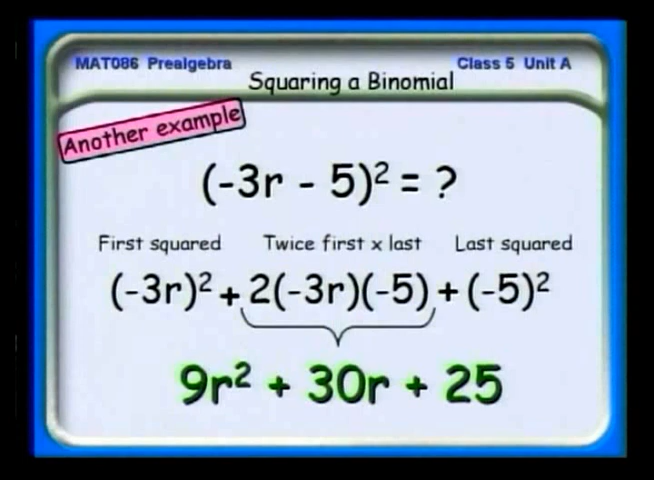 MAT086 Prealgebra
Class 5 Unit A
Squaring a Binomial
Another example
(-3r - 5)² = ?
First squared Twice first x last Last squared
(-3r)² + 2(-3r)(-5) + (-5)²
9r² + 30r + 25